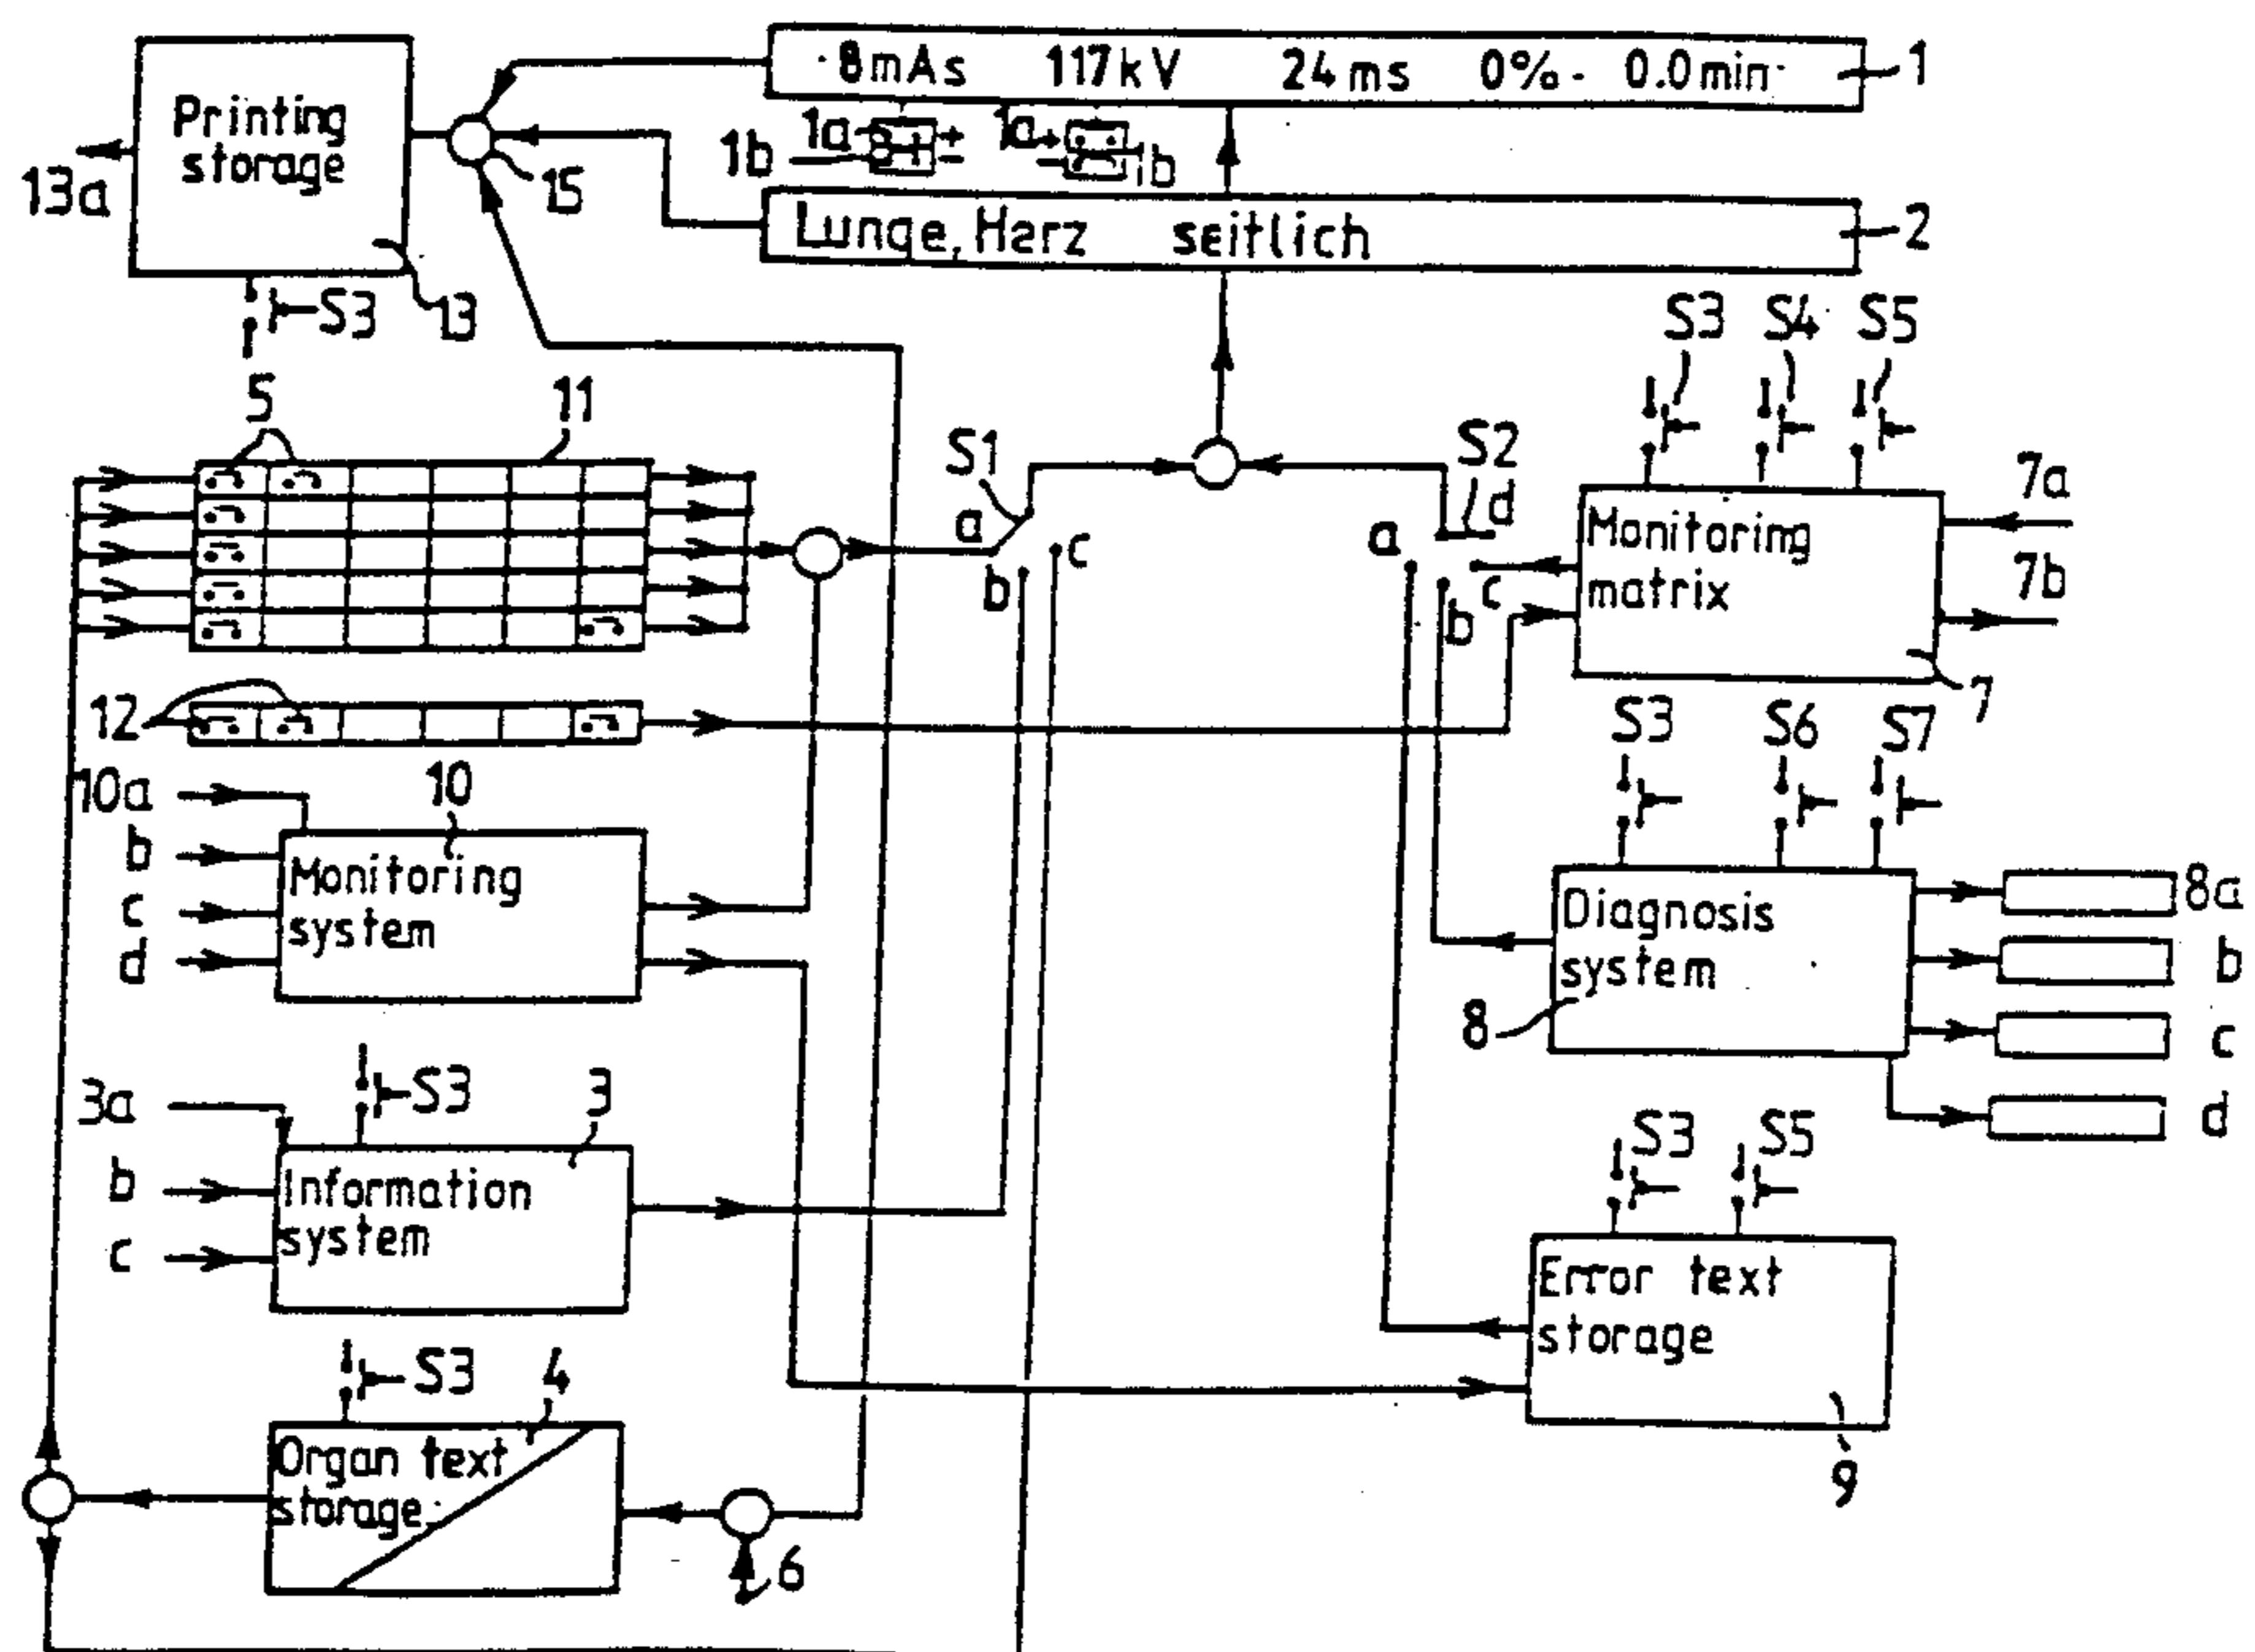 8mAs 117kV 24ms 0% 0.0min
1
Printing
storage
13a
15
1a + -
1b
1a + -
1b
Lunge, Herz seitlich
2
S3
13
S3 S4 S5
5
11
S1
S2
a
b
c
a
b
c
d
Monitoring
matrix
7a
7b
7
12
10a
b
c
d
10
Monitoring
system
S3 S6 S7
Diagnosis
system
8
8a
b
c
d
3a
b
c
S3
3
Information
system
S3 S5
Error text
storage
9
S3
4
Organ text
storage
6